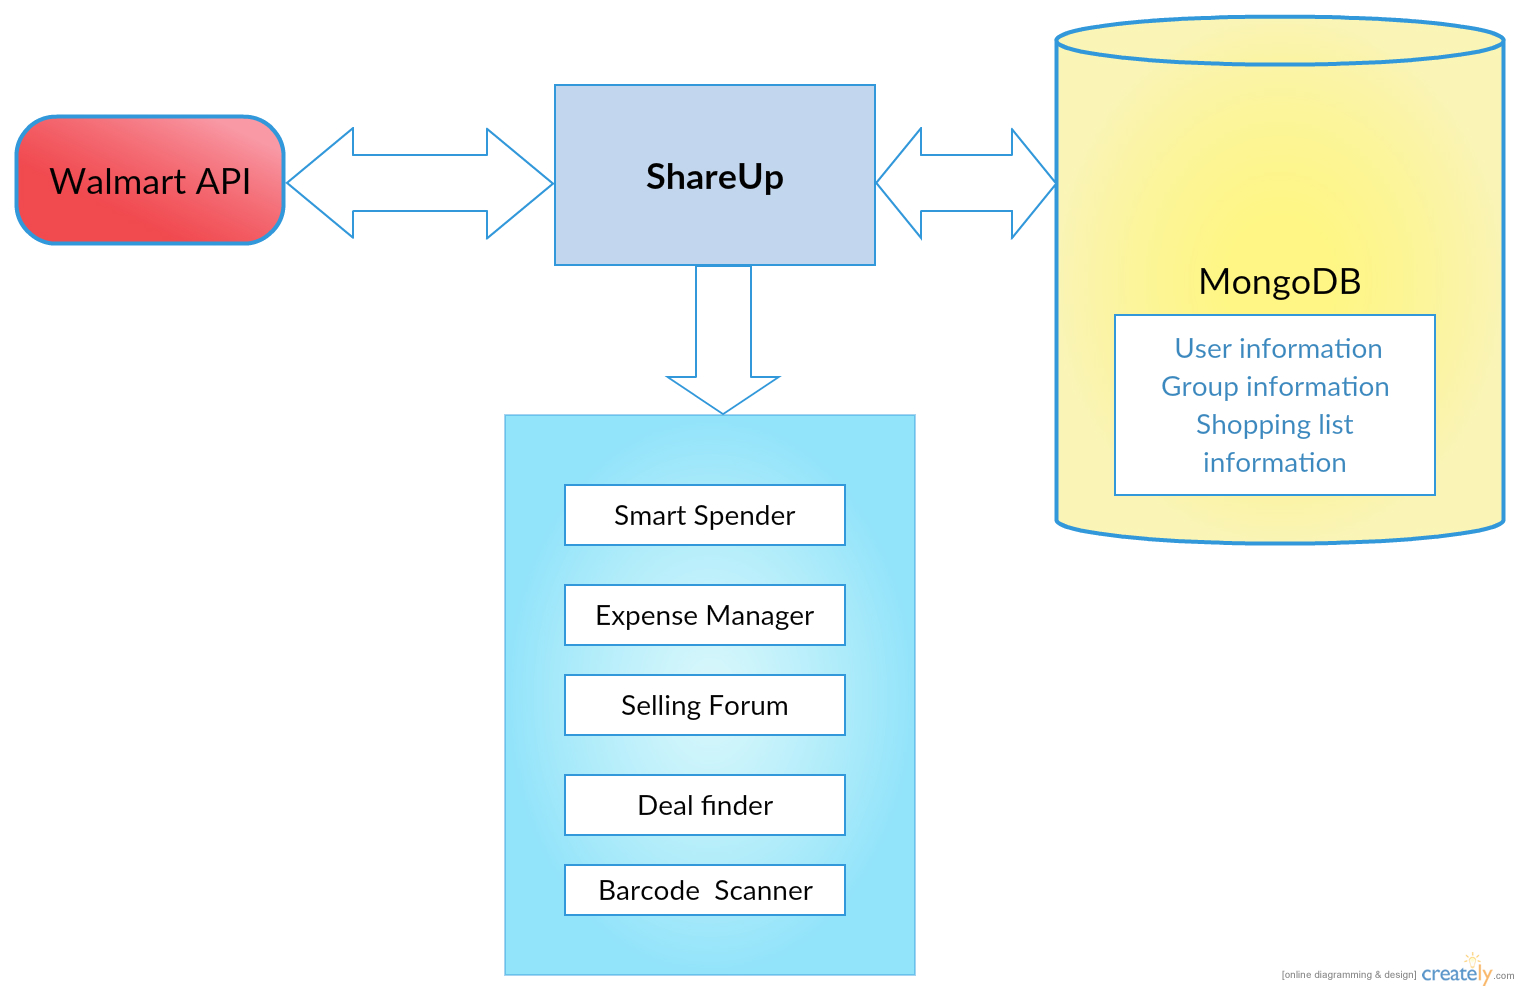 Walmart API
ShareUp
MongoDB
User information
Group information
Shopping list
information
Smart Spender
Expense Manager
Selling Forum
Deal finder
Barcode  Scanner
[online diagramming & design] creately.com